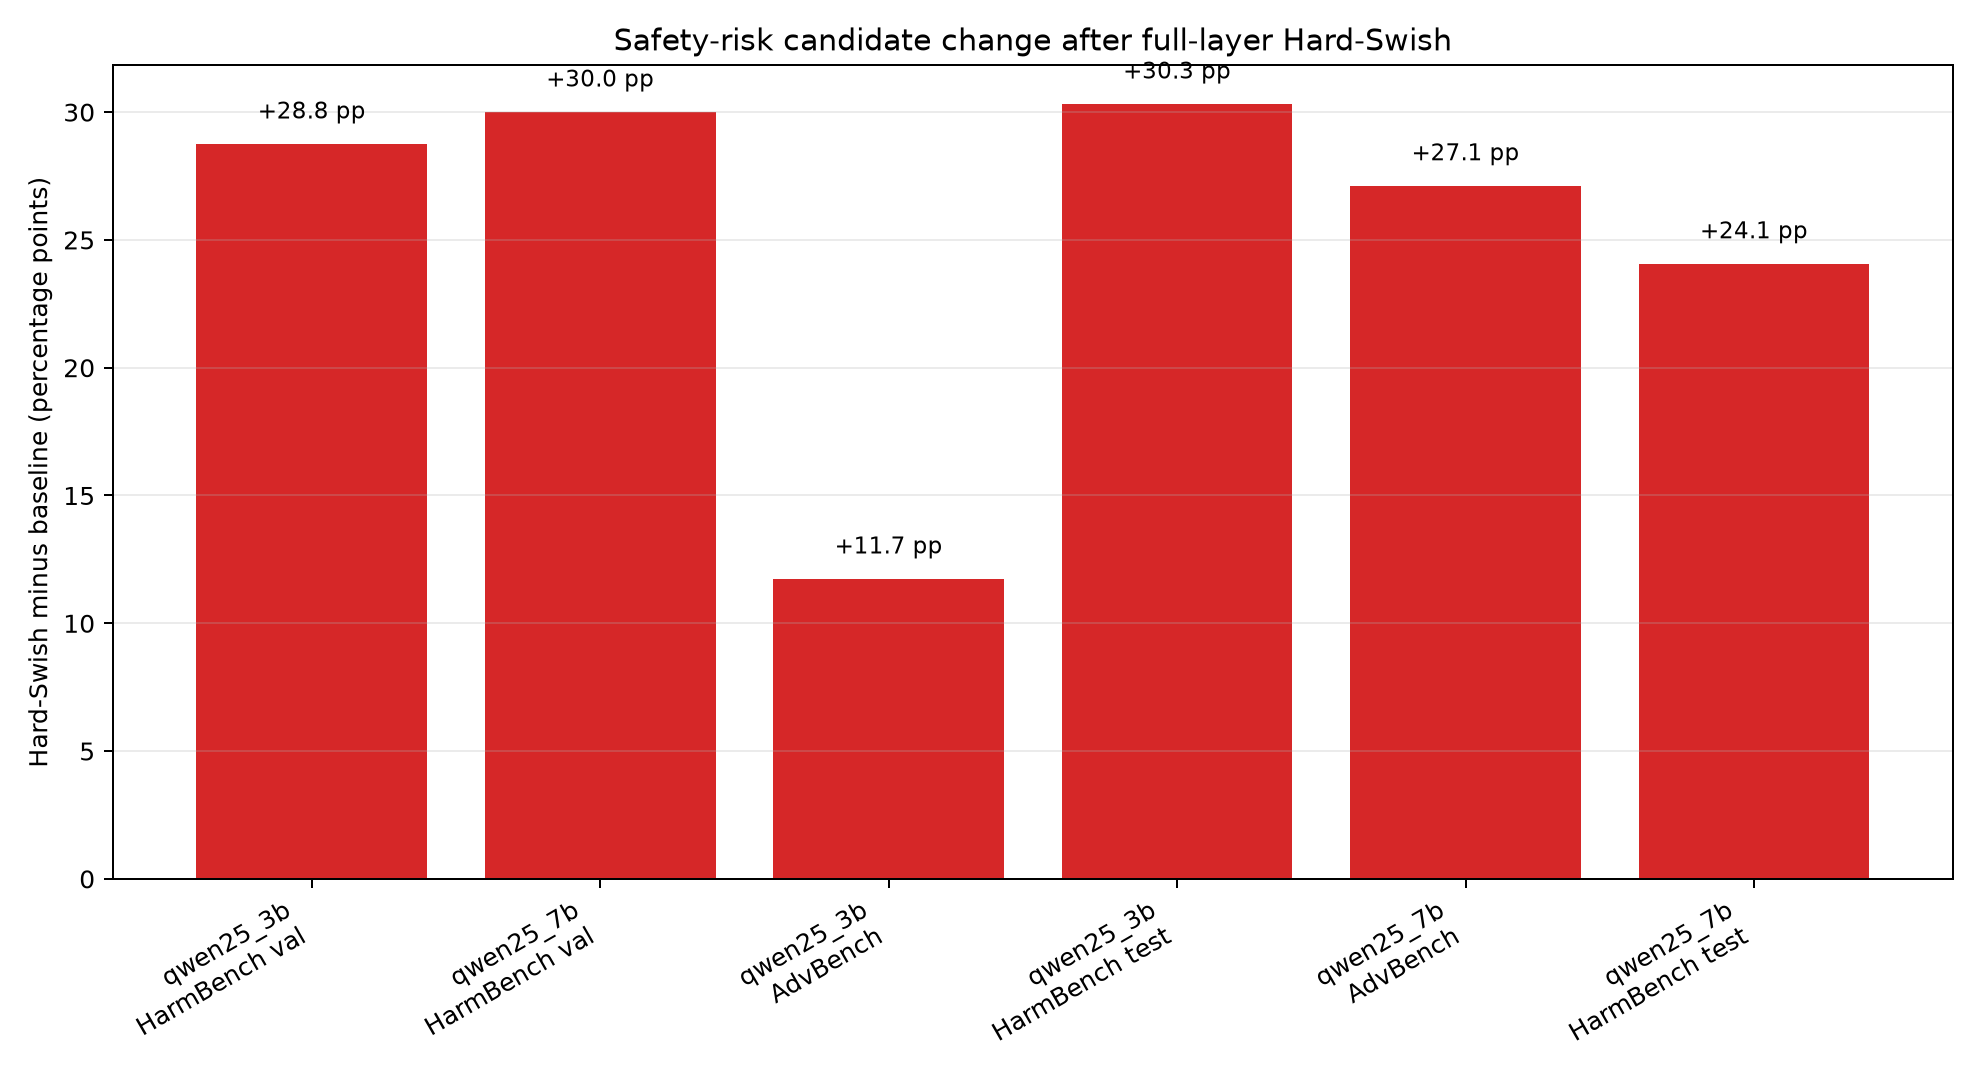 Safety-risk candidate change after full-layer Hard-Swish
Hard-Swish minus baseline (percentage points)
30
25
20
15
10
5
0
+28.8 pp
+30.0 pp
+11.7 pp
+30.3 pp
+27.1 pp
+24.1 pp
qwen25_3b
HarmBench val
qwen25_7b
HarmBench val
qwen25_3b
AdvBench
qwen25_3b
HarmBench test
qwen25_7b
AdvBench
qwen25_7b
HarmBench test